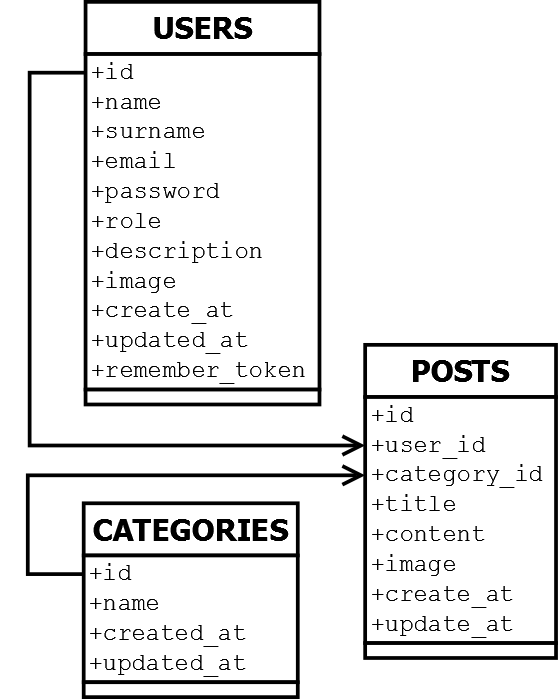 USERS
+id
+name
+surname
+email
+password
+role
+description
+image
+create_at
+updated_at
+remember_token
POSTS
+id
+user_id
+category_id
+title
+content
+image
+create_at
+update_at
CATEGORIES
+id
+name
+created_at
+updated_at